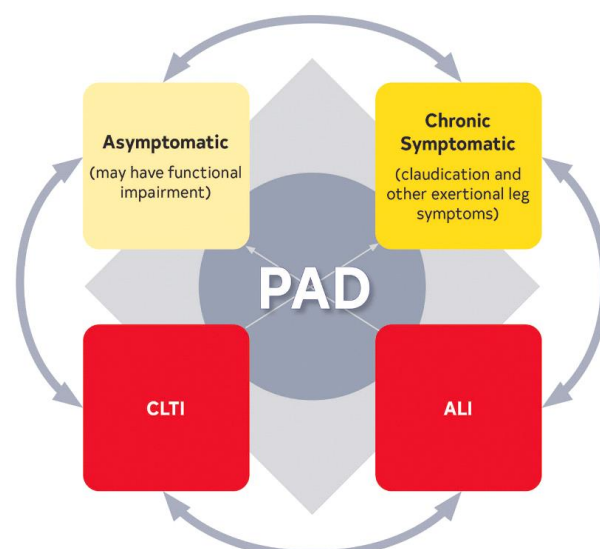 Asymptomatic
(may have functional
impairment)
Chronic
Symptomatic
(claudication and
other exertional leg
symptoms)
PAD
CLTI
ALI